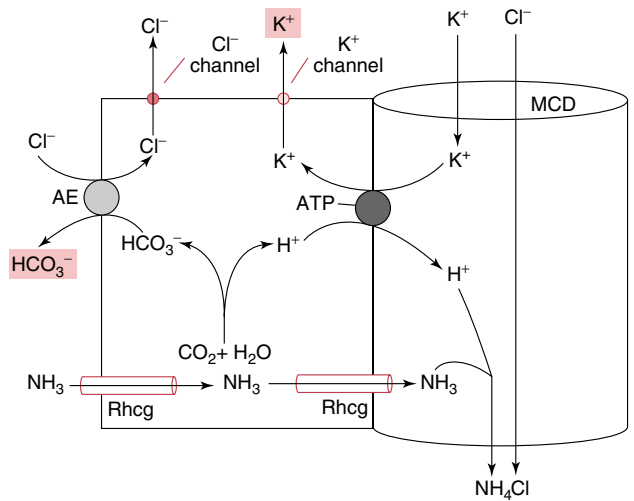 Cl⁻ K⁺ K⁺ Cl⁻
Cl⁻
channel
K⁺
channel
MCD
Cl⁻
Cl⁻
K⁺
K⁺
AE
ATP
HCO₃⁻
HCO₃⁻
H⁺
H⁺
CO₂+ H₂O
NH₃
NH₃
NH₃
Rhcg
Rhcg
NH₄Cl